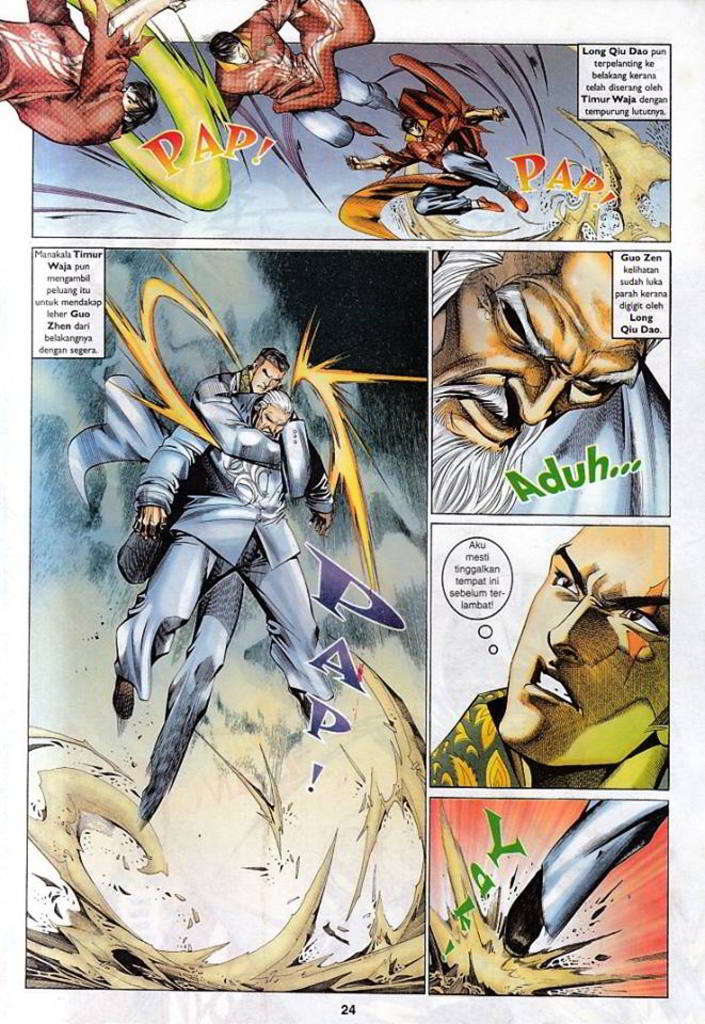 Long Qiu Dao pun
terpelanting ke
belakang kerana
telah diserang oleh
Timur Waja dengan
tempurung lututnya.
PAP!
PAP!
Manakala Timur
Waja pun
mengambil
peluang itu
untuk mendakap
leher Guo
Zhen dari
belakangnya
dengan segera.
PAP!
Guo Zen
kelihatan
sudah luka
parah kerana
digigit oleh
Long
Qiu Dao.
Aduh...
Aku
mesti
tinggalkan
tempat ini
sebelum ter-
lambat!
Tak!
24